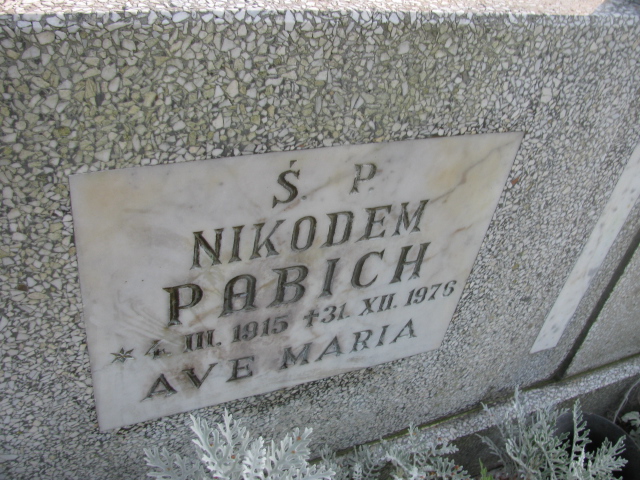 Ś. P.
NIKODEM
PABICH
* 4. III. 1915 ✝ 31. XII. 1976
AVE MARIA